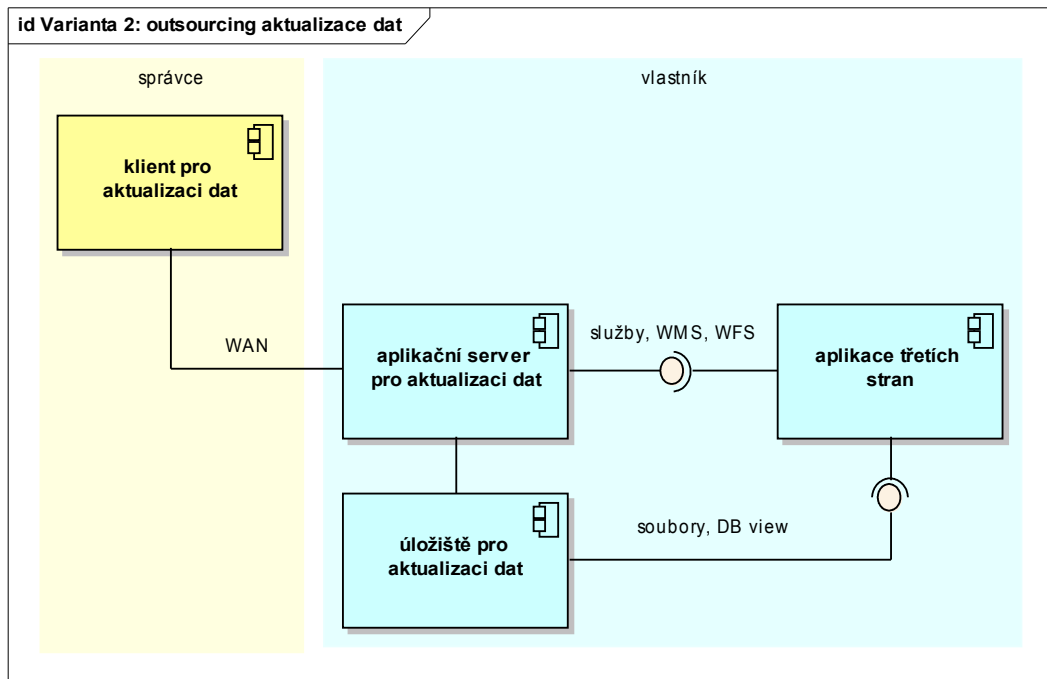 id Varianta 2: outsourcing aktualizace dat
správce
vlastník
klient pro
aktualizaci dat
WAN
aplikační server
pro aktualizaci dat
služby, WMS, WFS
aplikace třetích
stran
úložiště pro
aktualizaci dat
soubory, DB view